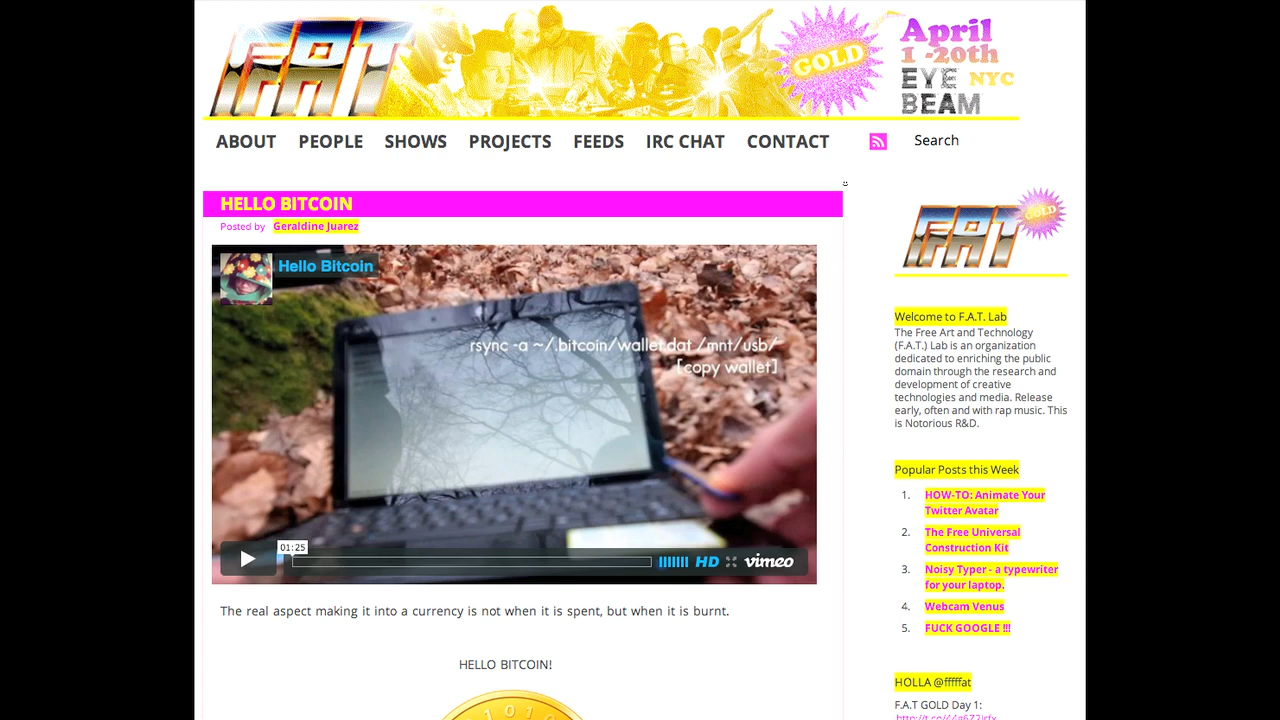 FAT
GOLD
April
1 -20th
EYE NYC
BEAM
ABOUT PEOPLE SHOWS PROJECTS FEEDS IRC CHAT CONTACT Search
HELLO BITCOIN
Posted by Geraldine Juarez
Hello Bitcoin
rsync -a ~/.bitcoin/wallet.dat /mnt/usb/
[copy wallet]
01:25
HD vimeo
The real aspect making it into a currency is not when it is spent, but when it is burnt.
HELLO BITCOIN!
1010
FAT
GOLD
Welcome to F.A.T. Lab
The Free Art and Technology
(F.A.T.) Lab is an organization
dedicated to enriching the public
domain through the research and
development of creative
technologies and media. Release
early, often and with rap music. This
is Notorious R&D.
Popular Posts this Week
1. HOW-TO: Animate Your
Twitter Avatar
2. The Free Universal
Construction Kit
3. Noisy Typer - a typewriter
for your laptop.
4. Webcam Venus
5. FUCK GOOGLE !!!
HOLLA @fffffat
F.A.T GOLD Day 1: